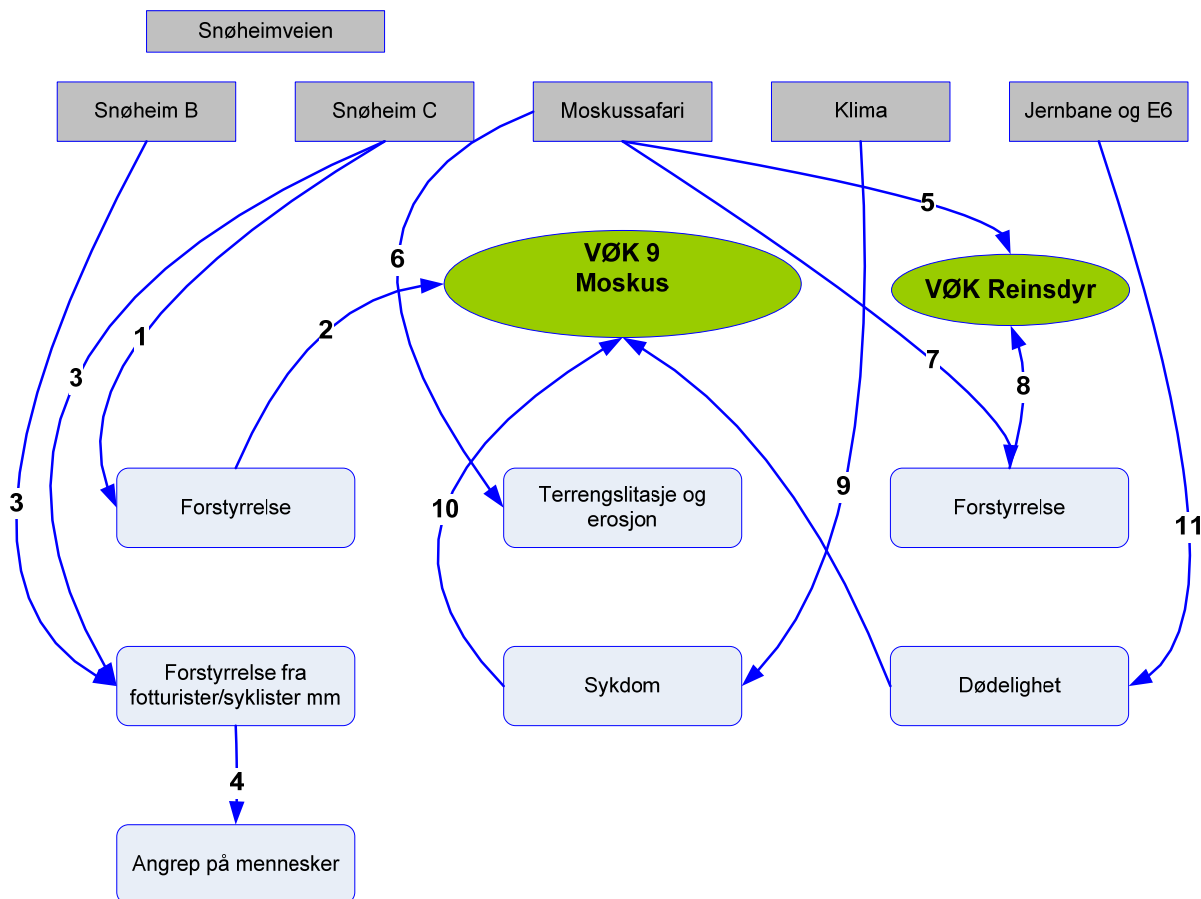 Snøheimveien
Snøheim B
Snøheim C
Moskussafari
Klima
Jernbane og E6
5
6
VØK 9
Moskus
VØK Reinsdyr
2
1
3
7
8
Forstyrrelse
Terrengslitasje og
erosjon
Forstyrrelse
3
10
9
11
Forstyrrelse fra
fotturister/syklister mm
Sykdom
Dødelighet
4
Angrep på mennesker